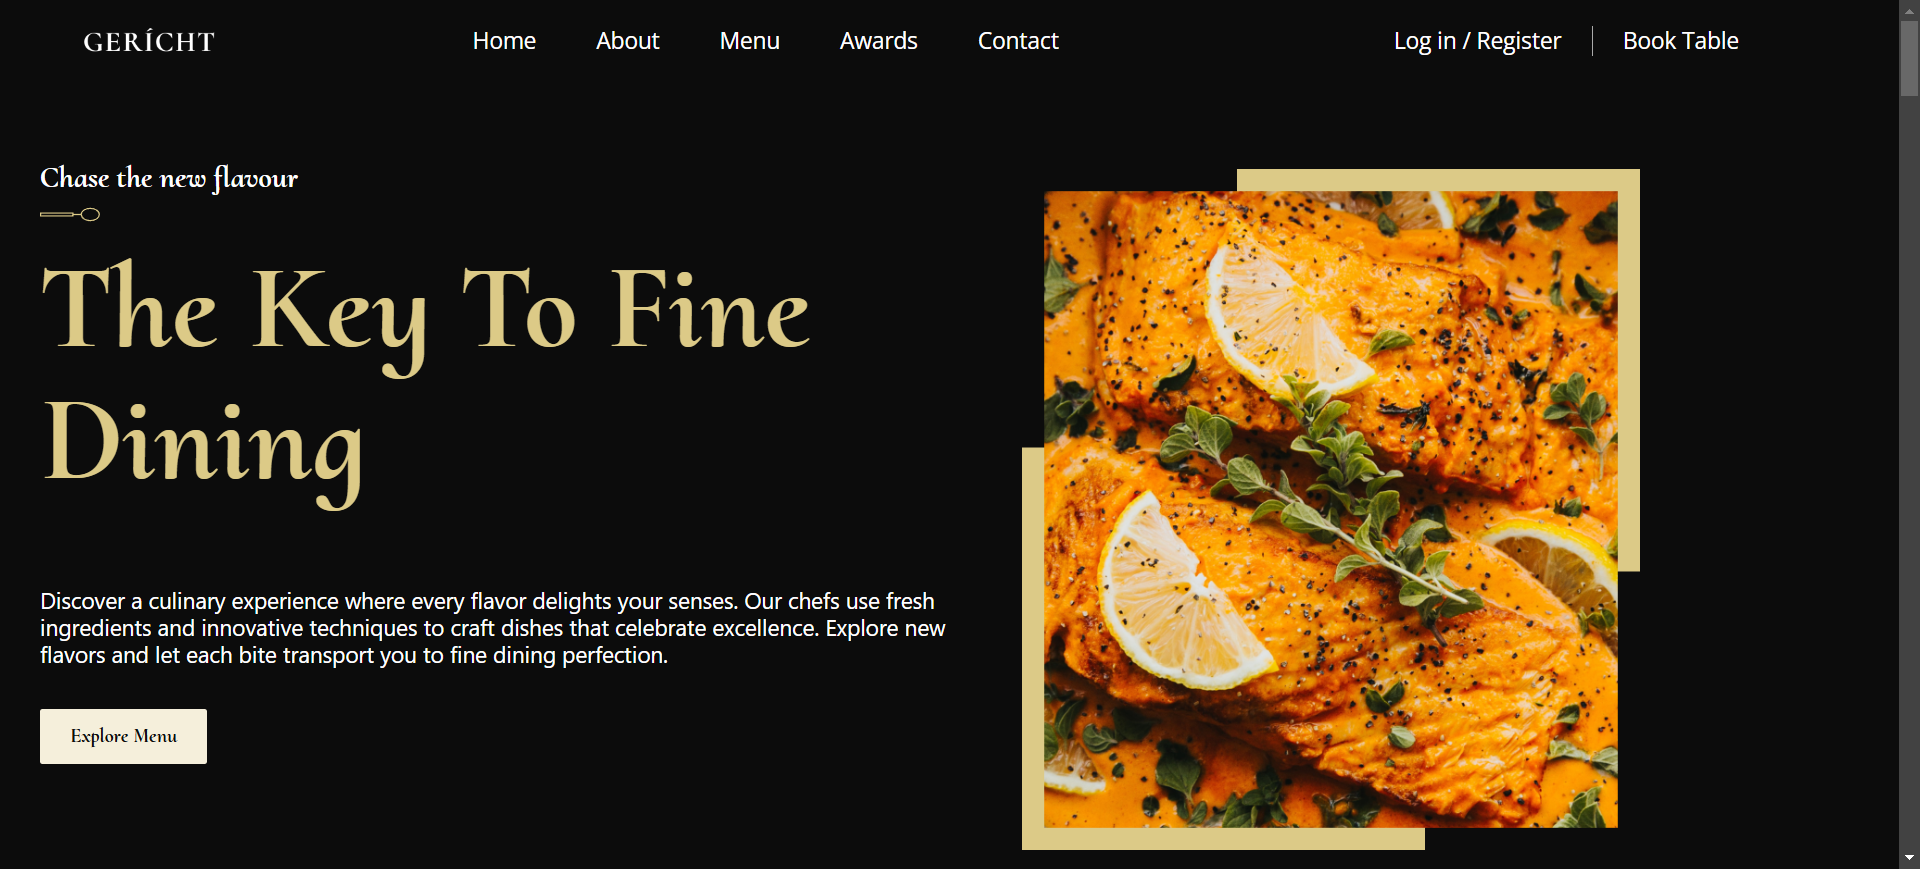 GERÍCHT
Home About Menu Awards Contact
Log in / Register Book Table
Chase the new flavour
The Key To Fine
Dining
Discover a culinary experience where every flavor delights your senses. Our chefs use fresh
ingredients and innovative techniques to craft dishes that celebrate excellence. Explore new
flavors and let each bite transport you to fine dining perfection.
Explore Menu